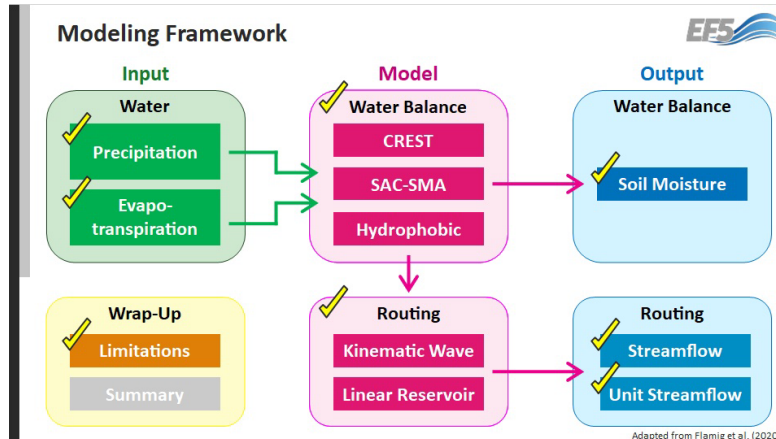 Modeling Framework
EF5
Input
Model
Output
Water
Precipitation
Evapo-
transpiration
Water Balance
CREST
SAC-SMA
Hydrophobic
Water Balance
Soil Moisture
Wrap-Up
Limitations
Summary
Routing
Kinematic Wave
Linear Reservoir
Routing
Streamflow
Unit Streamflow
Adapted from Flamig et al. (2020